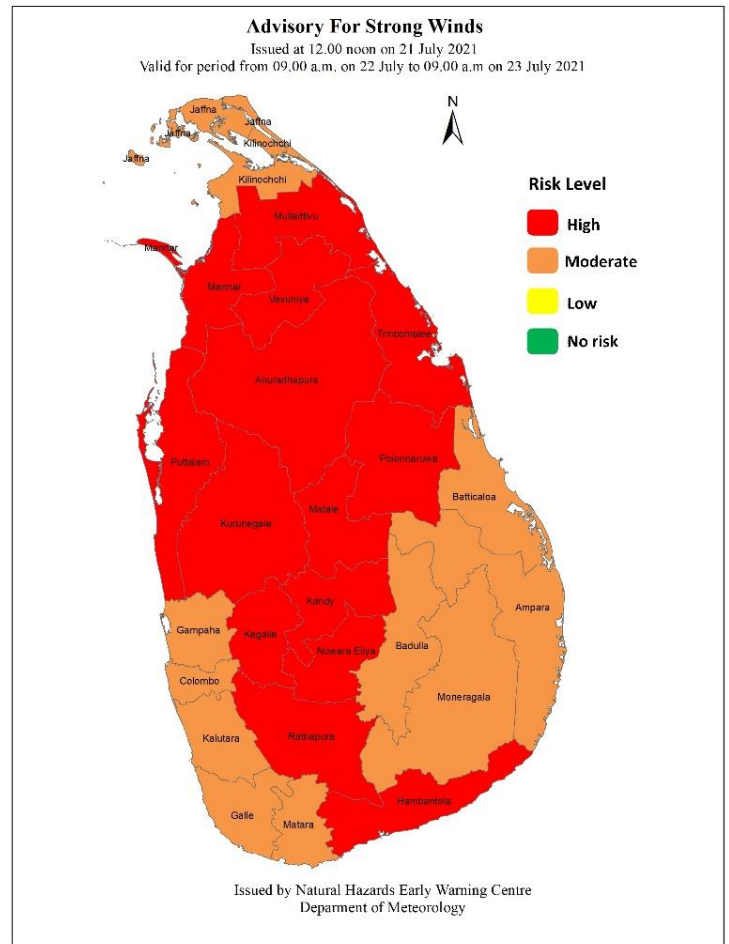 Advisory For Strong Winds
Issued at 12.00 noon on 21 July 2021
Valid for period from 09.00 a.m. on 22 July to 09.00 a.m on 23 July 2021
N
Jaffna
Jaffna
Jaffna
Kilinochchi
Jaffna
Kilinochchi
Risk Level
High
Moderate
Low
No risk
Mullaittivu
Mannar
Mannar
Vavuniya
Trincomalee
Anuradhapura
Puttalam
Polonnaruwa
Batticaloa
Kurunegala
Matale
Kandy
Ampara
Gampaha
Kegalle
Nuwara Eliya
Badulla
Colombo
Moneragala
Kalutara
Ratnapura
Hambantota
Galle
Matara
Issued by Natural Hazards Early Warning Centre
Deparment of Meteorology